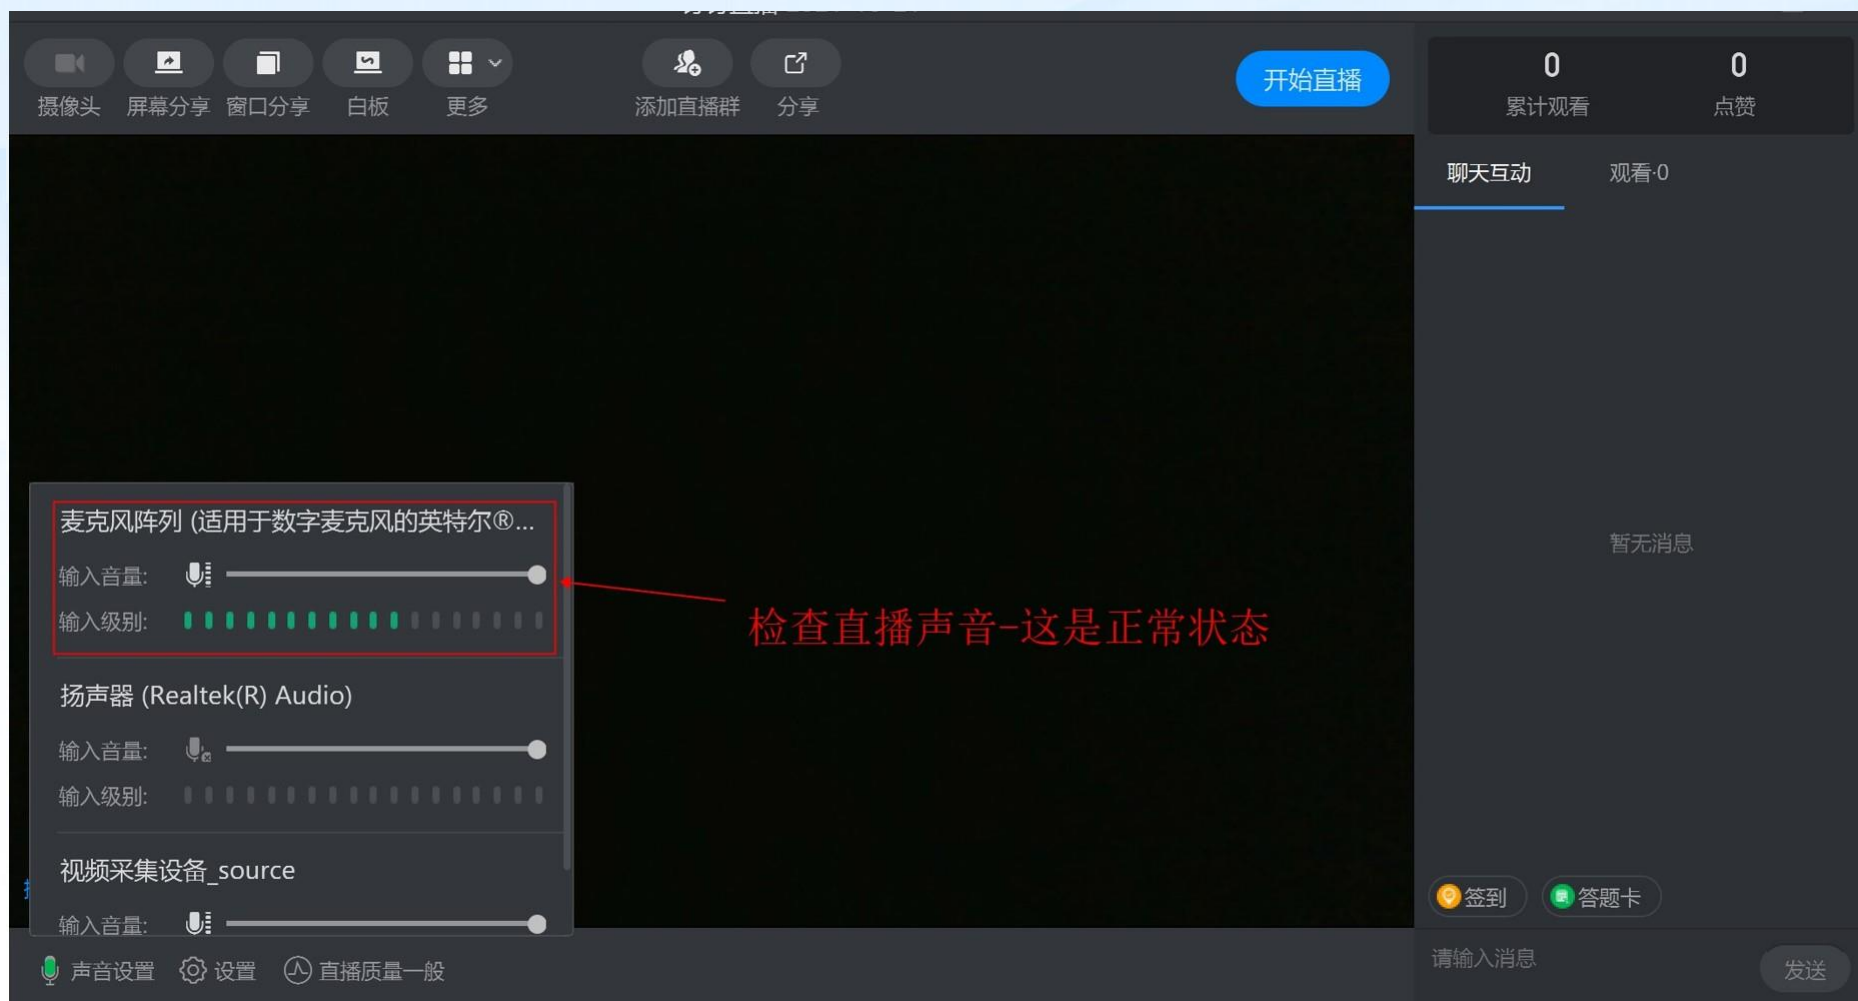 摄像头
屏幕分享
窗口分享
白板
更多
添加直播群
分享
开始直播
0
累计观看
0
点赞
聊天互动
观看·0
暂无消息
麦克风阵列 (适用于数字麦克风的英特尔®...
输入音量:
输入级别:
检查直播声音-这是正常状态
扬声器 (Realtek(R) Audio)
输入音量:
输入级别:
视频采集设备_source
输入音量:
签到
答题卡
声音设置
设置
直播质量一般
请输入消息
发送